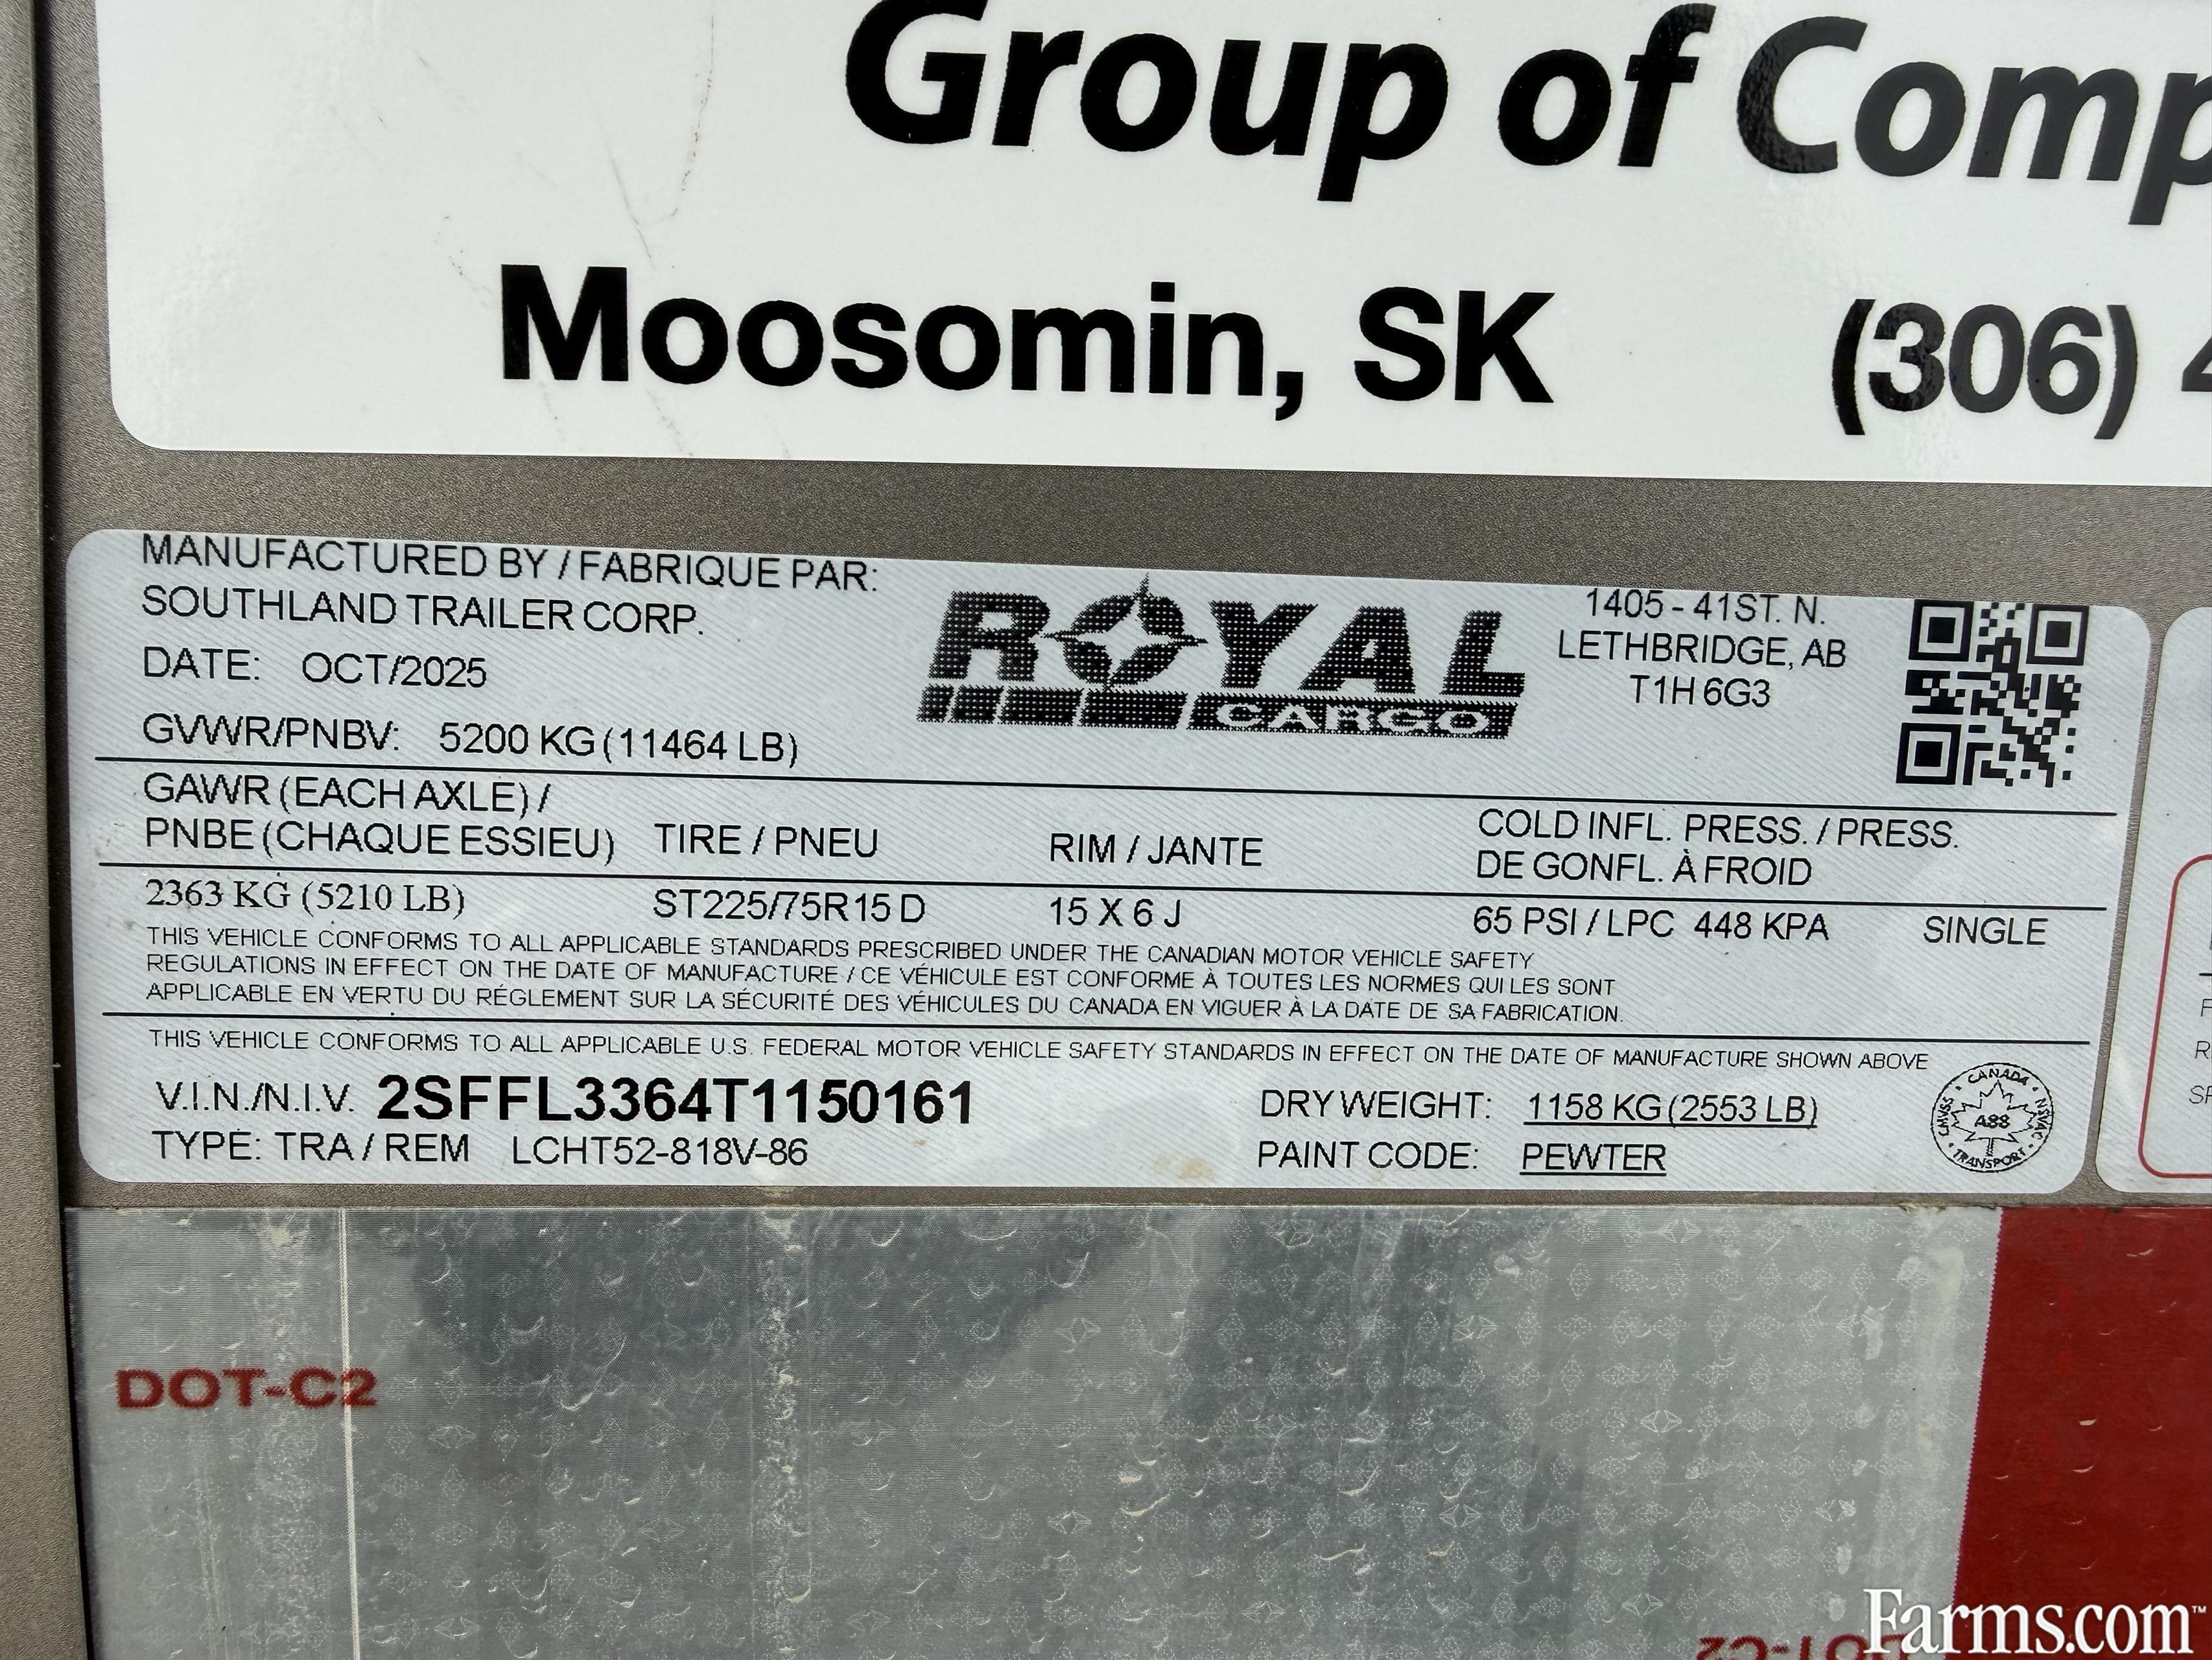 Group of Comp
Moosomin, SK (306) 4
MANUFACTURED BY / FABRIQUE PAR:
SOUTHLAND TRAILER CORP.
DATE: OCT/2025
GVWR/PNBV: 5200 KG (11464 LB)
ROYAL
CARGO
1405 - 41ST. N.
LETHBRIDGE, AB
T1H 6G3
GAWR (EACH AXLE) /
PNBE (CHAQUE ESSIEU) TIRE / PNEU RIM / JANTE COLD INFL. PRESS. / PRESS.
DE GONFL. À FROID
2363 KG (5210 LB) ST225/75R15 D 15 X 6 J 65 PSI / LPC 448 KPA SINGLE
THIS VEHICLE CONFORMS TO ALL APPLICABLE STANDARDS PRESCRIBED UNDER THE CANADIAN MOTOR VEHICLE SAFETY
REGULATIONS IN EFFECT ON THE DATE OF MANUFACTURE / CE VÉHICULE EST CONFORME À TOUTES LES NORMES QUI LES SONT
APPLICABLE EN VERTU DU RÉGLEMENT SUR LA SÉCURITÉ DES VÉHICULES DU CANADA EN VIGUER À LA DATE DE SA FABRICATION.
THIS VEHICLE CONFORMS TO ALL APPLICABLE U.S. FEDERAL MOTOR VEHICLE SAFETY STANDARDS IN EFFECT ON THE DATE OF MANUFACTURE SHOWN ABOVE
V.I.N./N.I.V. 2SFFL3364T1150161 DRY WEIGHT: 1158 KG (2553 LB)
TYPE: TRA / REM LCHT52-818V-86 PAINT CODE: PEWTER
CANADA
CMVSS A88 NSVAC
TRANSPORT
DOT-C2
DOT-C2
Farms.com™